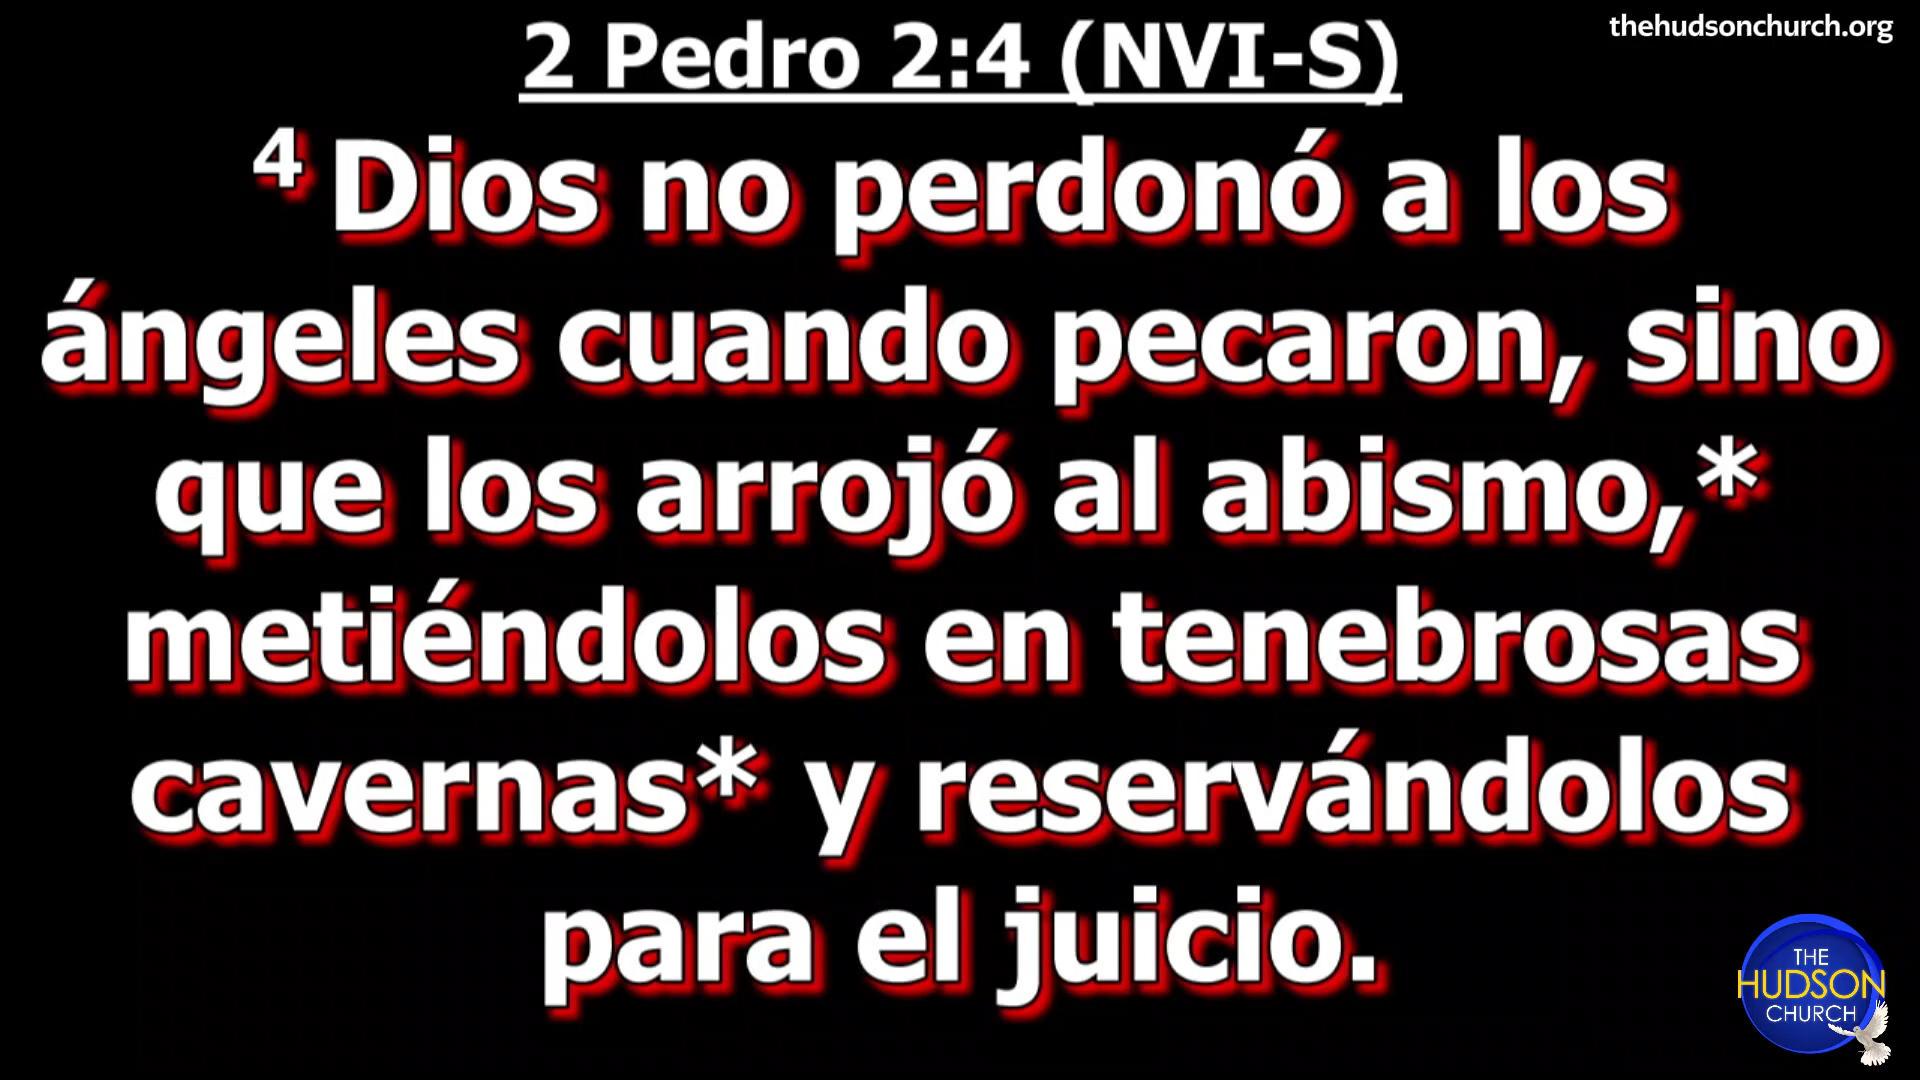 2 Pedro 2:4 (NVI-S)
thehudsonchurch.org
4 Dios no perdonó a los
ángeles cuando pecaron, sino
que los arrojó al abismo,*
metiéndolos en tenebrosas
cavernas* y reservándolos
para el juicio.
THE
HUDSON
CHURCH